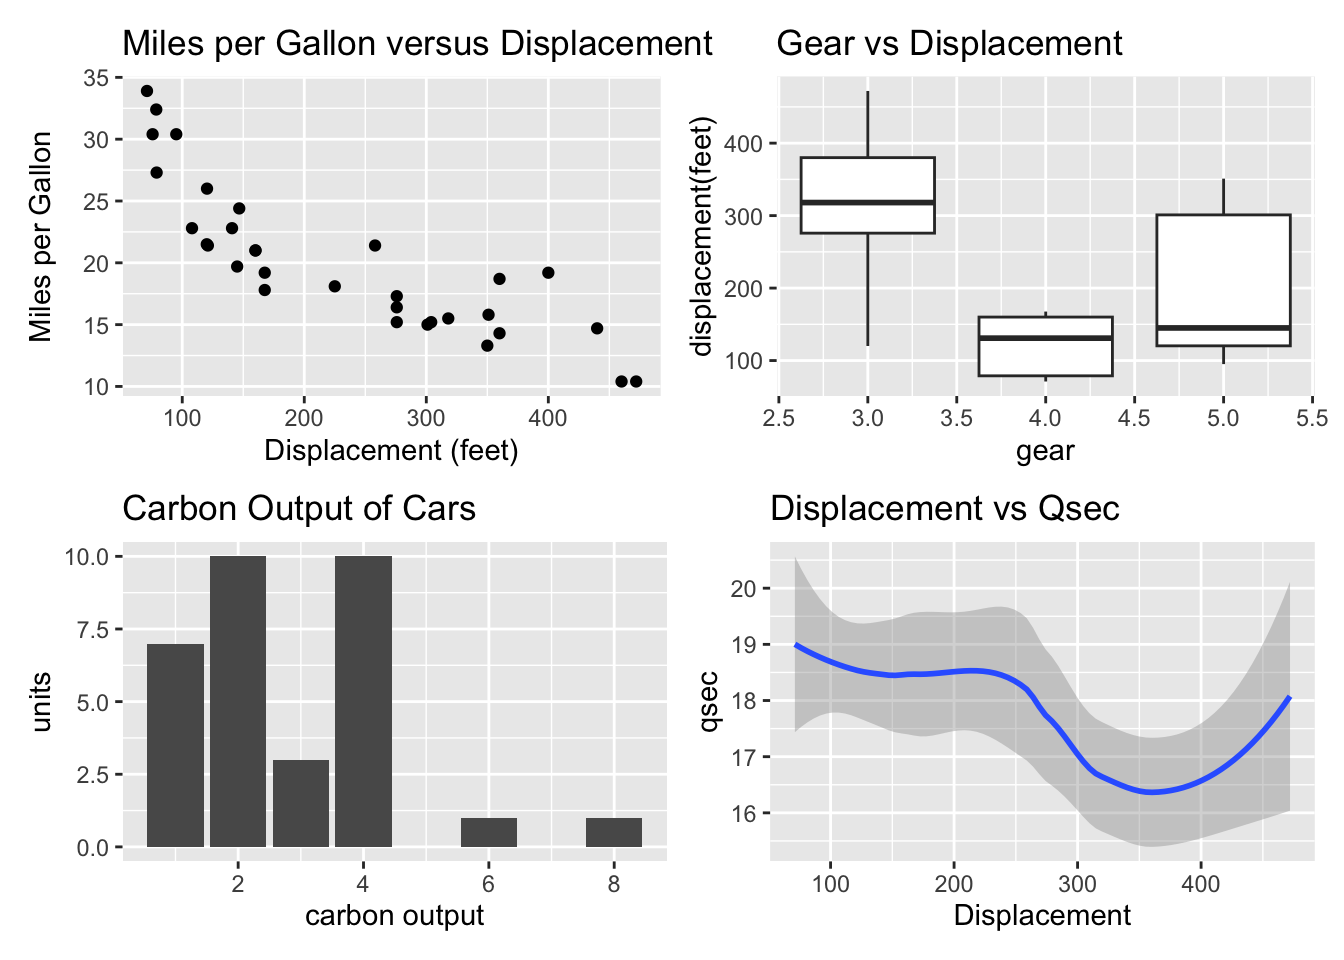 Miles per Gallon versus Displacement
Miles per Gallon
35
30
25
20
15
10
100 200 300 400
Displacement (feet)
Gear vs Displacement
displacement(feet)
400
300
200
100
2.5 3.0 3.5 4.0 4.5 5.0 5.5
gear
Carbon Output of Cars
units
10.0
7.5
5.0
2.5
0.0
2 4 6 8
carbon output
Displacement vs Qsec
qsec
20
19
18
17
16
100 200 300 400
Displacement